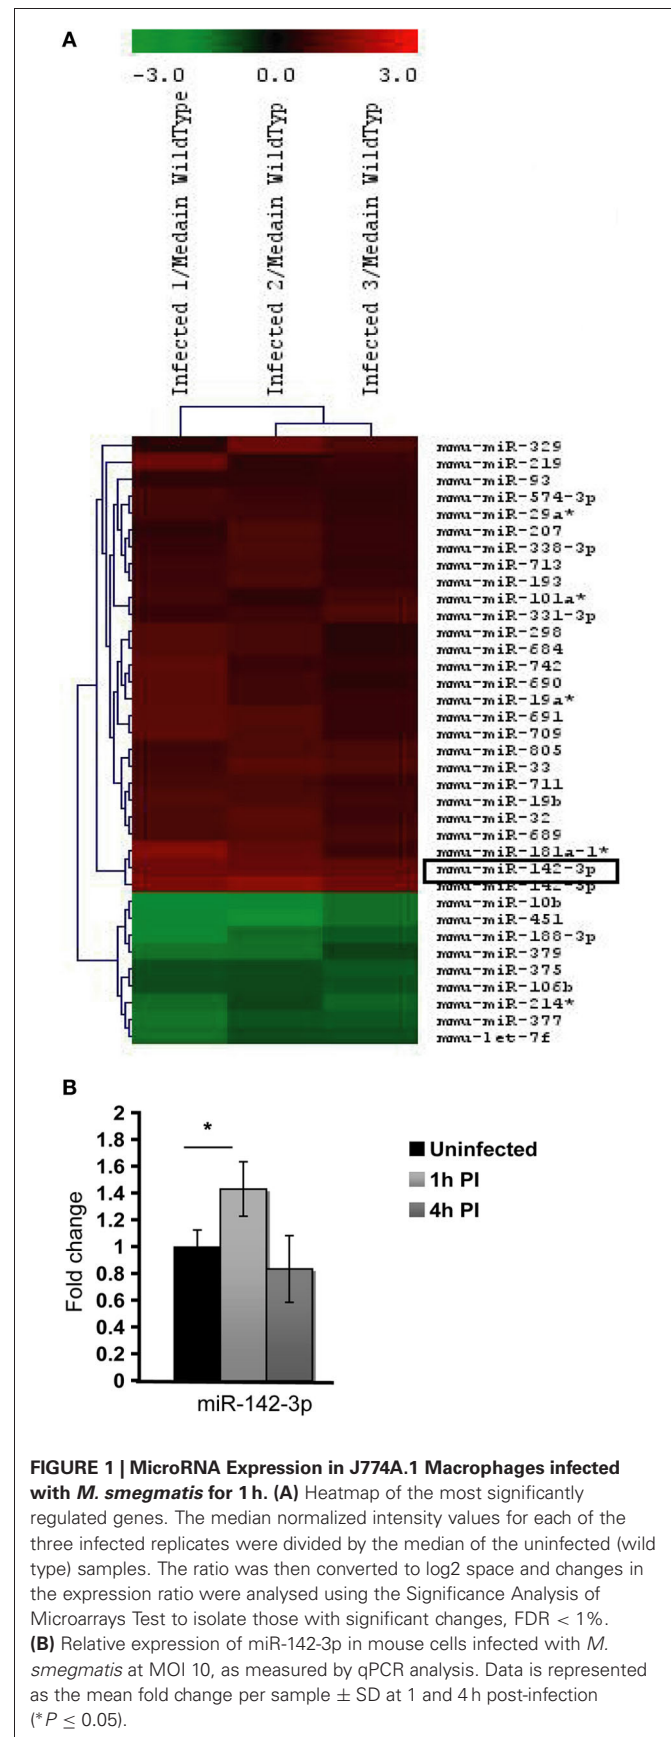 A
-3.0 0.0 3.0
Infected 1/Medain WildType
Infected 2/Medain WildTyp
Infected 3/Medain WildTyp
mmu-miR-329
mmu-miR-219
mmu-miR-93
mmu-miR-574-3p
mmu-miR-29a*
mmu-miR-207
mmu-miR-338-3p
mmu-miR-713
mmu-miR-193
mmu-miR-101a*
mmu-miR-331-3p
mmu-miR-298
mmu-miR-684
mmu-miR-742
mmu-miR-690
mmu-miR-19a*
mmu-miR-691
mmu-miR-709
mmu-miR-805
mmu-miR-33
mmu-miR-711
mmu-miR-19b
mmu-miR-32
mmu-miR-689
mmu-miR-181a-1*
mmu-miR-142-3p
mmu-miR-142-5p
mmu-miR-10b
mmu-miR-451
mmu-miR-188-3p
mmu-miR-379
mmu-miR-375
mmu-miR-106b
mmu-miR-214*
mmu-miR-377
mmu-let-7f
B
Fold change
2
1.8
1.6
1.4
1.2
1
0.8
0.6
0.4
0.2
0
*
miR-142-3p
Uninfected
1h PI
4h PI
FIGURE 1 | MicroRNA Expression in J774A.1 Macrophages infected
with M. smegmatis for 1 h. (A) Heatmap of the most significantly
regulated genes. The median normalized intensity values for each of the
three infected replicates were divided by the median of the uninfected (wild
type) samples. The ratio was then converted to log2 space and changes in
the expression ratio were analysed using the Significance Analysis of
Microarrays Test to isolate those with significant changes, FDR < 1%.
(B) Relative expression of miR-142-3p in mouse cells infected with M.
smegmatis at MOI 10, as measured by qPCR analysis. Data is represented
as the mean fold change per sample ± SD at 1 and 4 h post-infection
(*P ≤ 0.05).